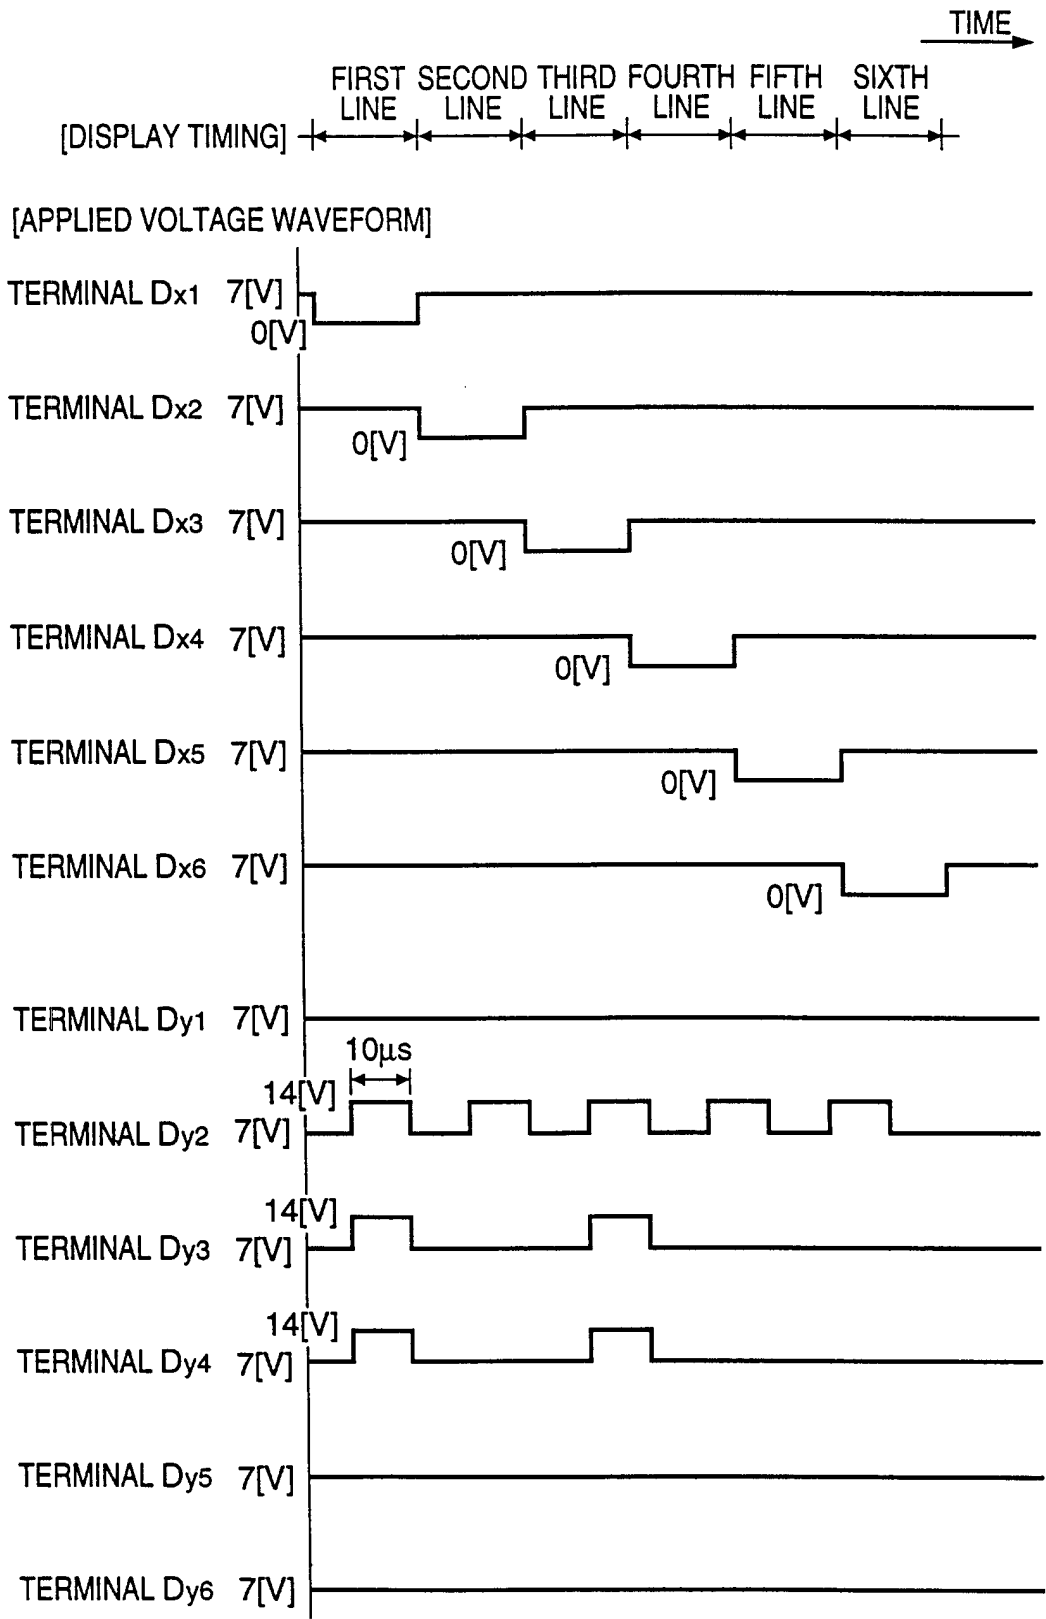 TIME
FIRST SECOND THIRD FOURTH FIFTH SIXTH
LINE LINE LINE LINE LINE LINE
[DISPLAY TIMING]
[APPLIED VOLTAGE WAVEFORM]
TERMINAL Dx1 7[V]
0[V]
TERMINAL Dx2 7[V]
0[V]
TERMINAL Dx3 7[V]
0[V]
TERMINAL Dx4 7[V]
0[V]
TERMINAL Dx5 7[V]
0[V]
TERMINAL Dx6 7[V]
0[V]
TERMINAL Dy1 7[V]
10μs
14[V]
TERMINAL Dy2 7[V]
14[V]
TERMINAL Dy3 7[V]
14[V]
TERMINAL Dy4 7[V]
TERMINAL Dy5 7[V]
TERMINAL Dy6 7[V]